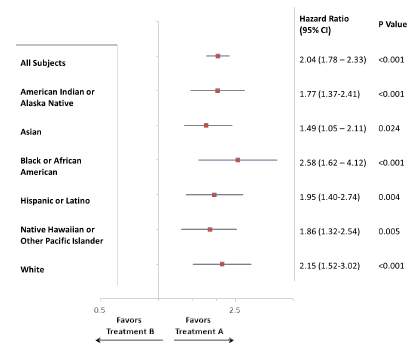 Hazard Ratio
(95% CI)
P Value
All Subjects 2.04 (1.78 – 2.33) <0.001
American Indian or
Alaska Native 1.77 (1.37-2.41) <0.001
Asian 1.49 (1.05 – 2.11) 0.024
Black or African
American 2.58 (1.62 – 4.12) <0.001
Hispanic or Latino 1.95 (1.40-2.74) 0.004
Native Hawaiian or
Other Pacific Islander 1.86 (1.32-2.54) 0.005
White 2.15 (1.52-3.02) <0.001
0.5 2.5
Favors
Treatment B
Favors
Treatment A